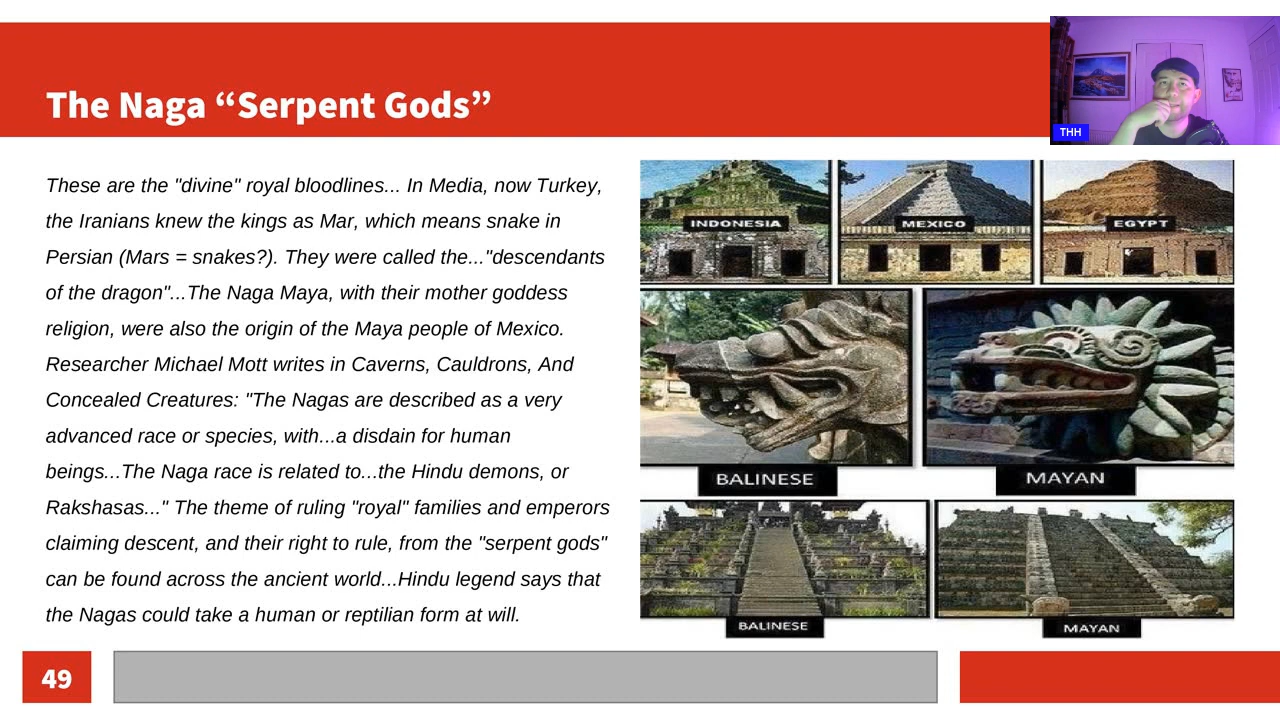 The Naga “Serpent Gods”
THH
These are the "divine" royal bloodlines... In Media, now Turkey,
the Iranians knew the kings as Mar, which means snake in
Persian (Mars = snakes?). They were called the..."descendants
of the dragon"...The Naga Maya, with their mother goddess
religion, were also the origin of the Maya people of Mexico.
Researcher Michael Mott writes in Caverns, Cauldrons, And
Concealed Creatures: "The Nagas are described as a very
advanced race or species, with...a disdain for human
beings...The Naga race is related to...the Hindu demons, or
Rakshasas..." The theme of ruling "royal" families and emperors
claiming descent, and their right to rule, from the "serpent gods"
can be found across the ancient world...Hindu legend says that
the Nagas could take a human or reptilian form at will.
INDONESIA
MEXICO
EGYPT
BALINESE
MAYAN
BALINESE
MAYAN
49